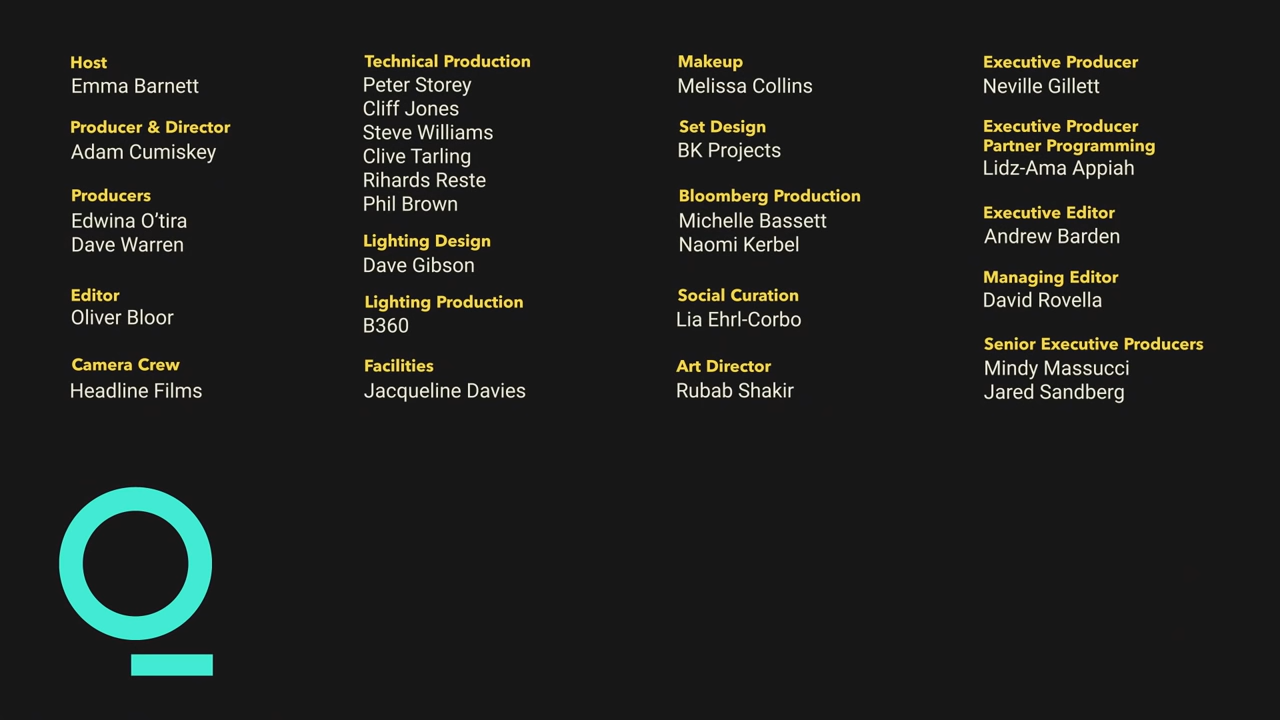 Host
Emma Barnett
Producer & Director
Adam Cumiskey
Producers
Edwina O'tira
Dave Warren
Editor
Oliver Bloor
Camera Crew
Headline Films
Technical Production
Peter Storey
Cliff Jones
Steve Williams
Clive Tarling
Rihards Reste
Phil Brown
Lighting Design
Dave Gibson
Lighting Production
B360
Facilities
Jacqueline Davies
Makeup
Melissa Collins
Set Design
BK Projects
Bloomberg Production
Michelle Bassett
Naomi Kerbel
Social Curation
Lia Ehrl-Corbo
Art Director
Rubab Shakir
Executive Producer
Neville Gillett
Executive Producer
Partner Programming
Lidz-Ama Appiah
Executive Editor
Andrew Barden
Managing Editor
David Rovella
Senior Executive Producers
Mindy Massucci
Jared Sandberg